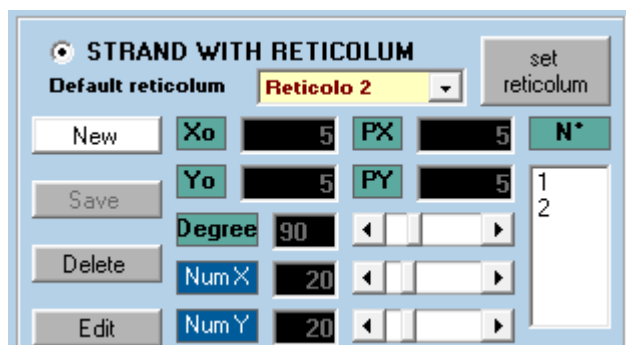 STRAND WITH RETICOLUM
set reticolum
Default reticolum Reticolo 2
New Xo 5 PX 5 N°
Save Yo 5 PY 5 1
2
Degree 90
Delete Num X 20
Edit Num Y 20